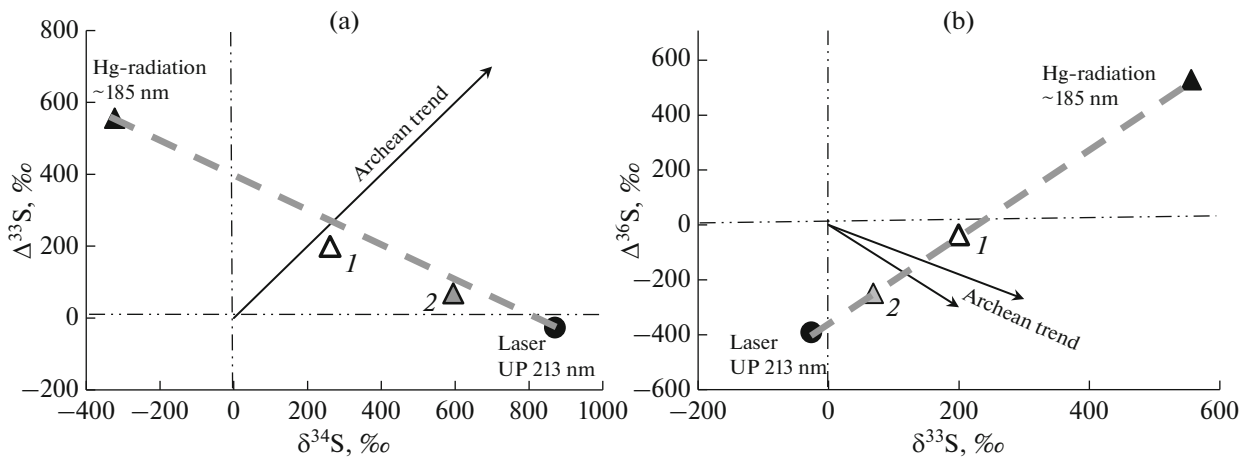 (a)
800
600
400
200
0
−200
Δ³³S, ‰
Hg-radiation
~185 nm
Archean trend
1
2
Laser
UP 213 nm
−400 −200 0 200 400 600 800 1000
δ³⁴S, ‰
(b)
600
400
200
0
−200
−400
−600
Δ³⁶S, ‰
Hg-radiation
~185 nm
1
2
Archean trend
Laser
UP 213 nm
−200 0 200 400 600
δ³³S, ‰